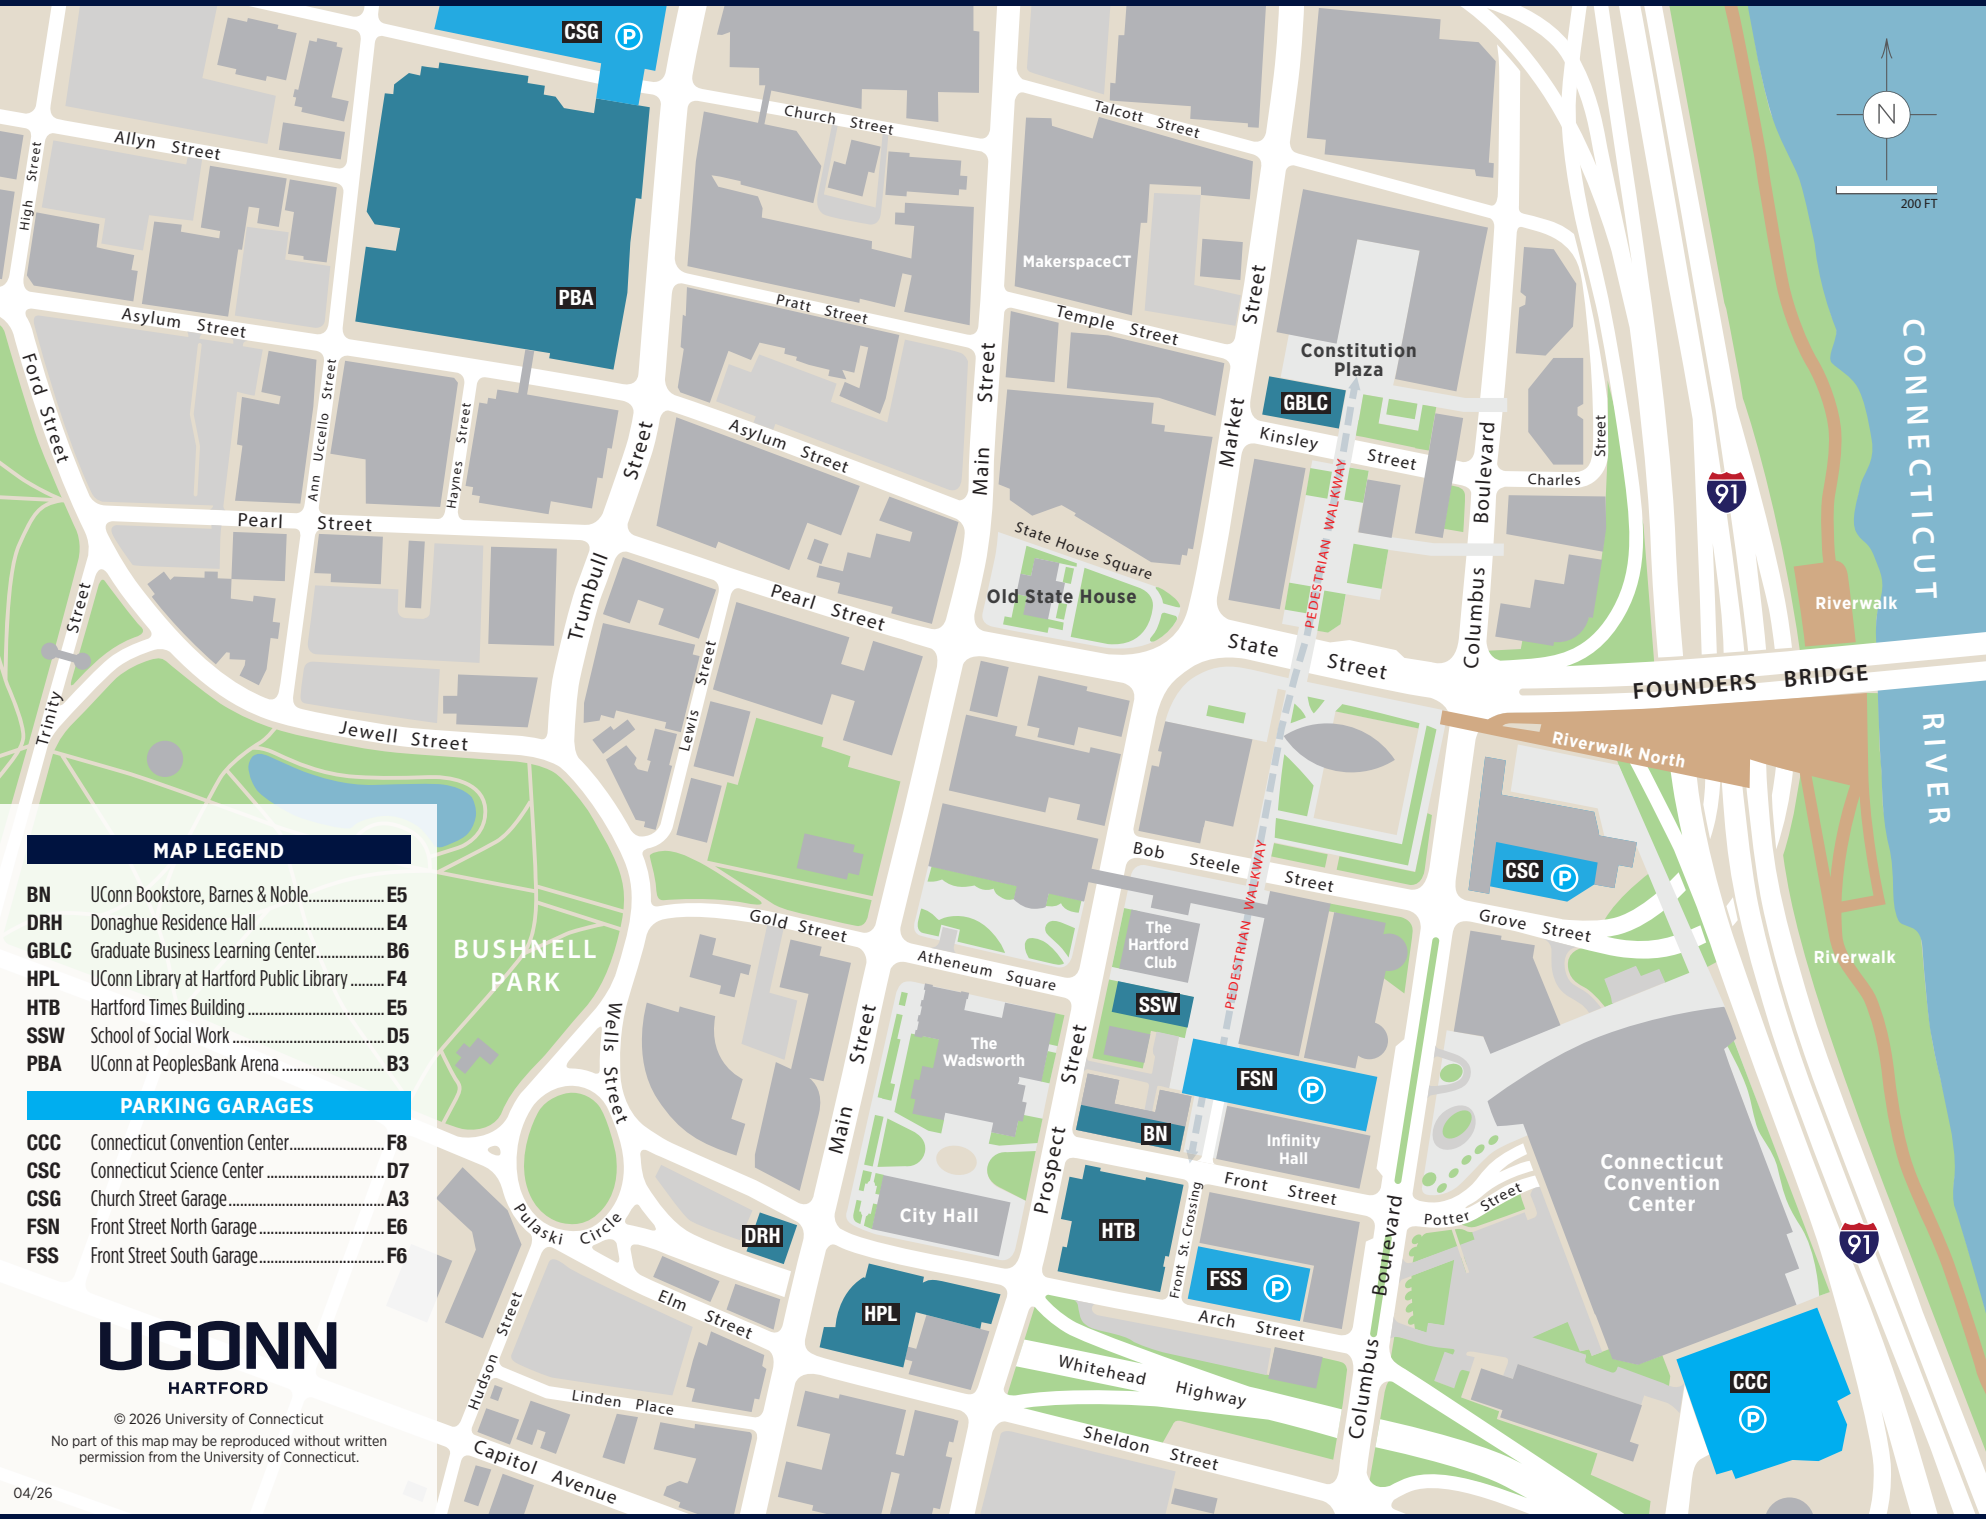 CSG P
Church Street
Talcott Street
Allyn Street
High Street
N
200 FT
MakerspaceCT
PBA
Pratt Street
Temple Street
Market Street
Asylum Street
Constitution
Plaza
GBLC
Kinsley Street
Ford Street
Ann Uccello Street
Haynes Street
Trumbull Street
Asylum Street
Main Street
Columbus Boulevard
Charles Street
91
CONNECTICUT RIVER
Pearl Street
PEDESTRIAN WALKWAY
State House Square
Old State House
Pearl Street
State Street
Riverwalk
FOUNDERS BRIDGE
Trinity Street
Lewis Street
Jewell Street
Riverwalk North
Bob Steele Street
PEDESTRIAN WALKWAY
CSC P
Grove Street
Gold Street
BUSHNELL
PARK
Atheneum Square
The
Hartford
Club
Riverwalk
SSW
Wells Street
Main Street
The
Wadsworth
Prospect Street
FSN P
BN
Infinity
Hall
Connecticut
Convention
Center
Front Street
Potter Street
Columbus Boulevard
Pulaski Circle
City Hall
HTB
Front St. Crossing
DRH
91
FSS P
HPL
Elm Street
Arch Street
Hudson Street
Whitehead Highway
CCC
P
Linden Place
Sheldon Street
Capitol Avenue
MAP LEGEND
BN UConn Bookstore, Barnes & Noble.................... E5
DRH Donaghue Residence Hall ................................. E4
GBLC Graduate Business Learning Center.................. B6
HPL UConn Library at Hartford Public Library ......... F4
HTB Hartford Times Building .................................... E5
SSW School of Social Work ........................................ D5
PBA UConn at PeoplesBank Arena ........................... B3
PARKING GARAGES
CCC Connecticut Convention Center......................... F8
CSC Connecticut Science Center ............................... D7
CSG Church Street Garage......................................... A3
FSN Front Street North Garage................................. E6
FSS Front Street South Garage................................. F6
UCONN
HARTFORD
© 2026 University of Connecticut
No part of this map may be reproduced without written
permission from the University of Connecticut.
04/26